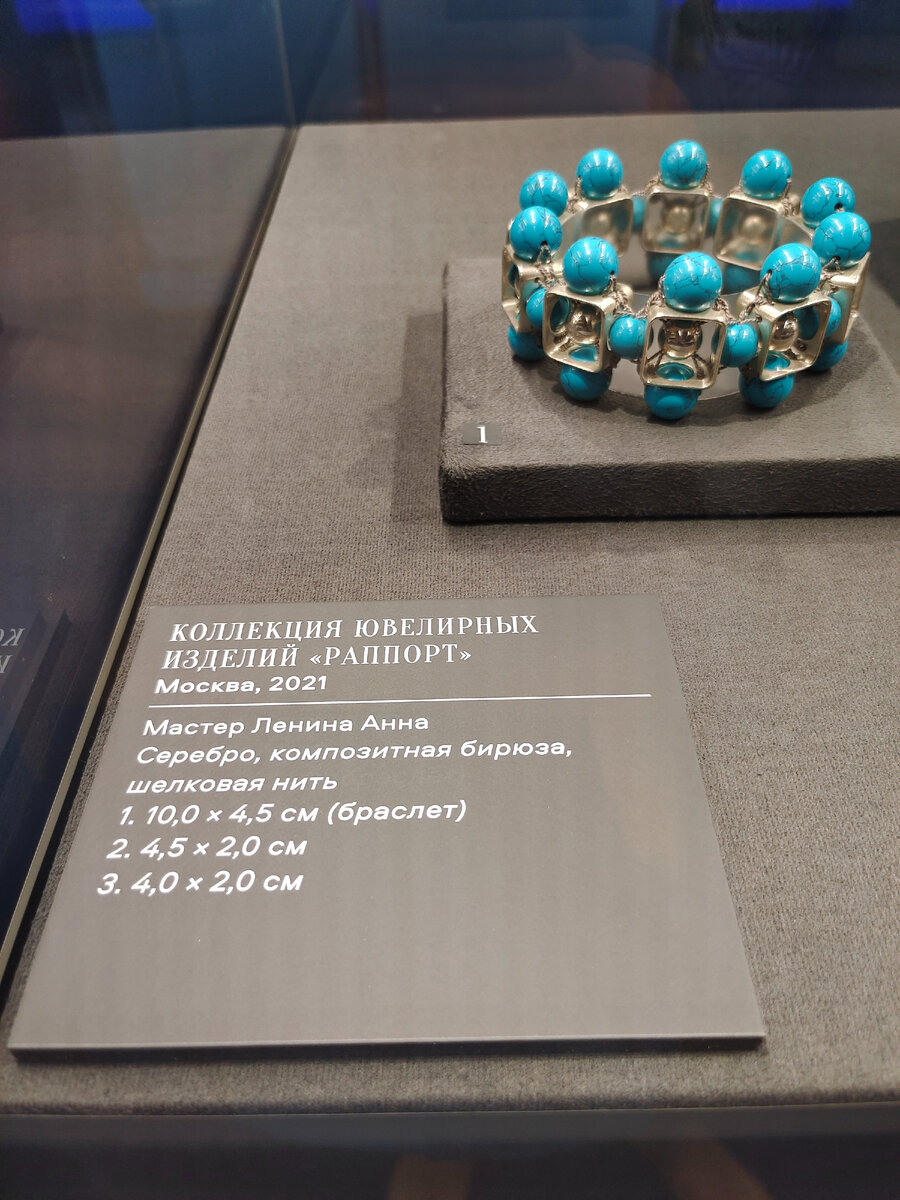 1
КОЛЛЕКЦИЯ ЮВЕЛИРНЫХ
ИЗДЕЛИЙ «РАППОРТ»
Москва, 2021
Мастер Ленина Анна
Серебро, композитная бирюза,
шелковая нить
1. 10,0 × 4,5 см (браслет)
2. 4,5 × 2,0 см
3. 4,0 × 2,0 см